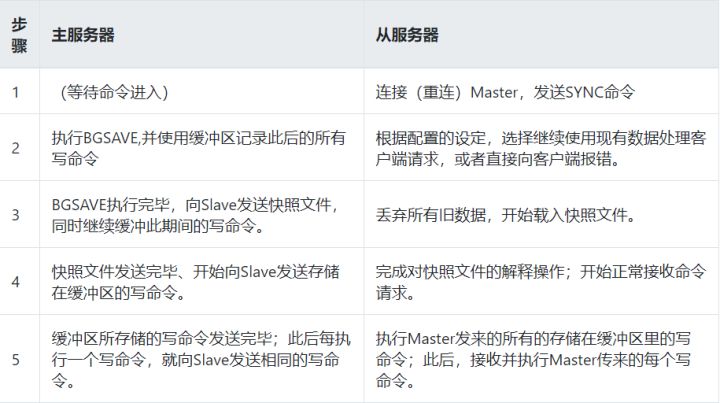 步
骤
主服务器
从服务器
1
（等待命令进入）
连接（重连）Master，发送SYNC命令
2
执行BGSAVE,并使用缓冲区记录此后的所有
写命令
根据配置的设定，选择继续使用现有数据处理客
户端请求，或者直接向客户端报错。
3
BGSAVE执行完毕，向Slave发送快照文件，
同时继续缓冲此期间的写命令。
丢弃所有旧数据，开始载入快照文件。
4
快照文件发送完毕、开始向Slave发送存储
在缓冲区的写命令。
完成对快照文件的解释操作；开始正常接收命令
请求。
5
缓冲区所存储的写命令发送完毕；此后每执
行一个写命令，就向Slave发送相同的写命
令。
执行Master发来的所有的存储在缓冲区里的写
命令；此后，接收并执行Master传来的每个写
命令。